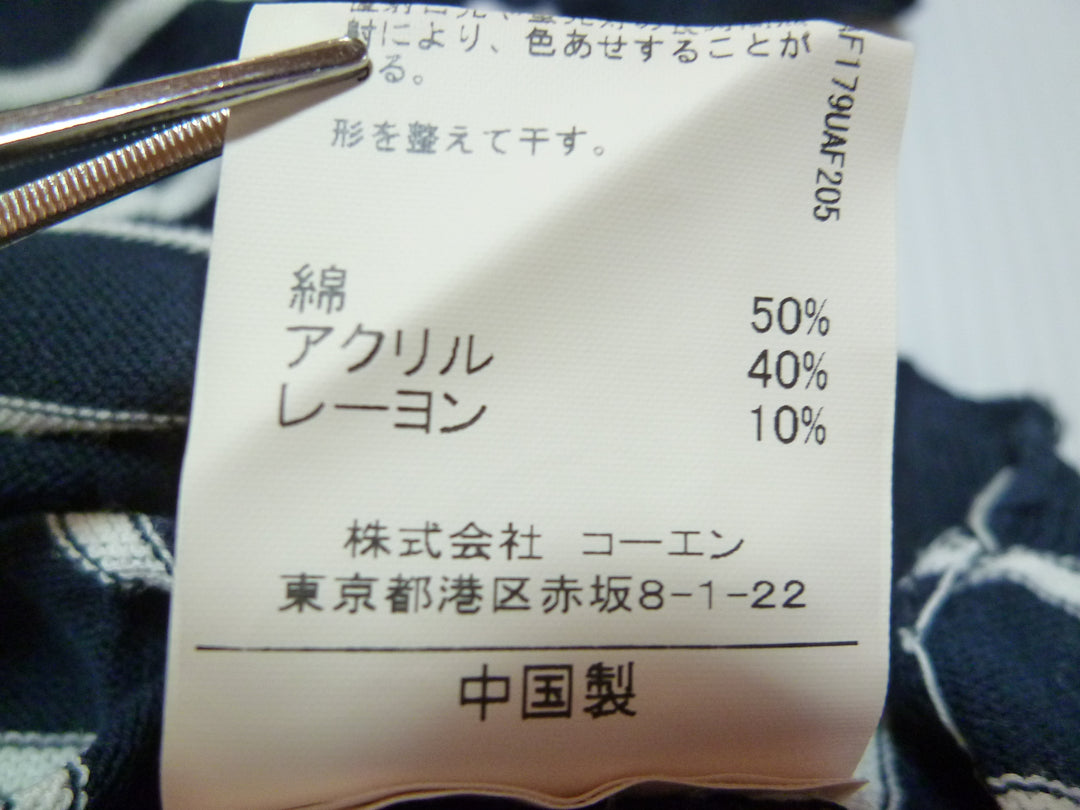 射により、色あせすることが
る。
形を整えて干す。
綿 50%
アクリル 40%
レーヨン 10%
株式会社 コーエン
東京都港区赤坂8-1-22
中国製
AF179UAF205